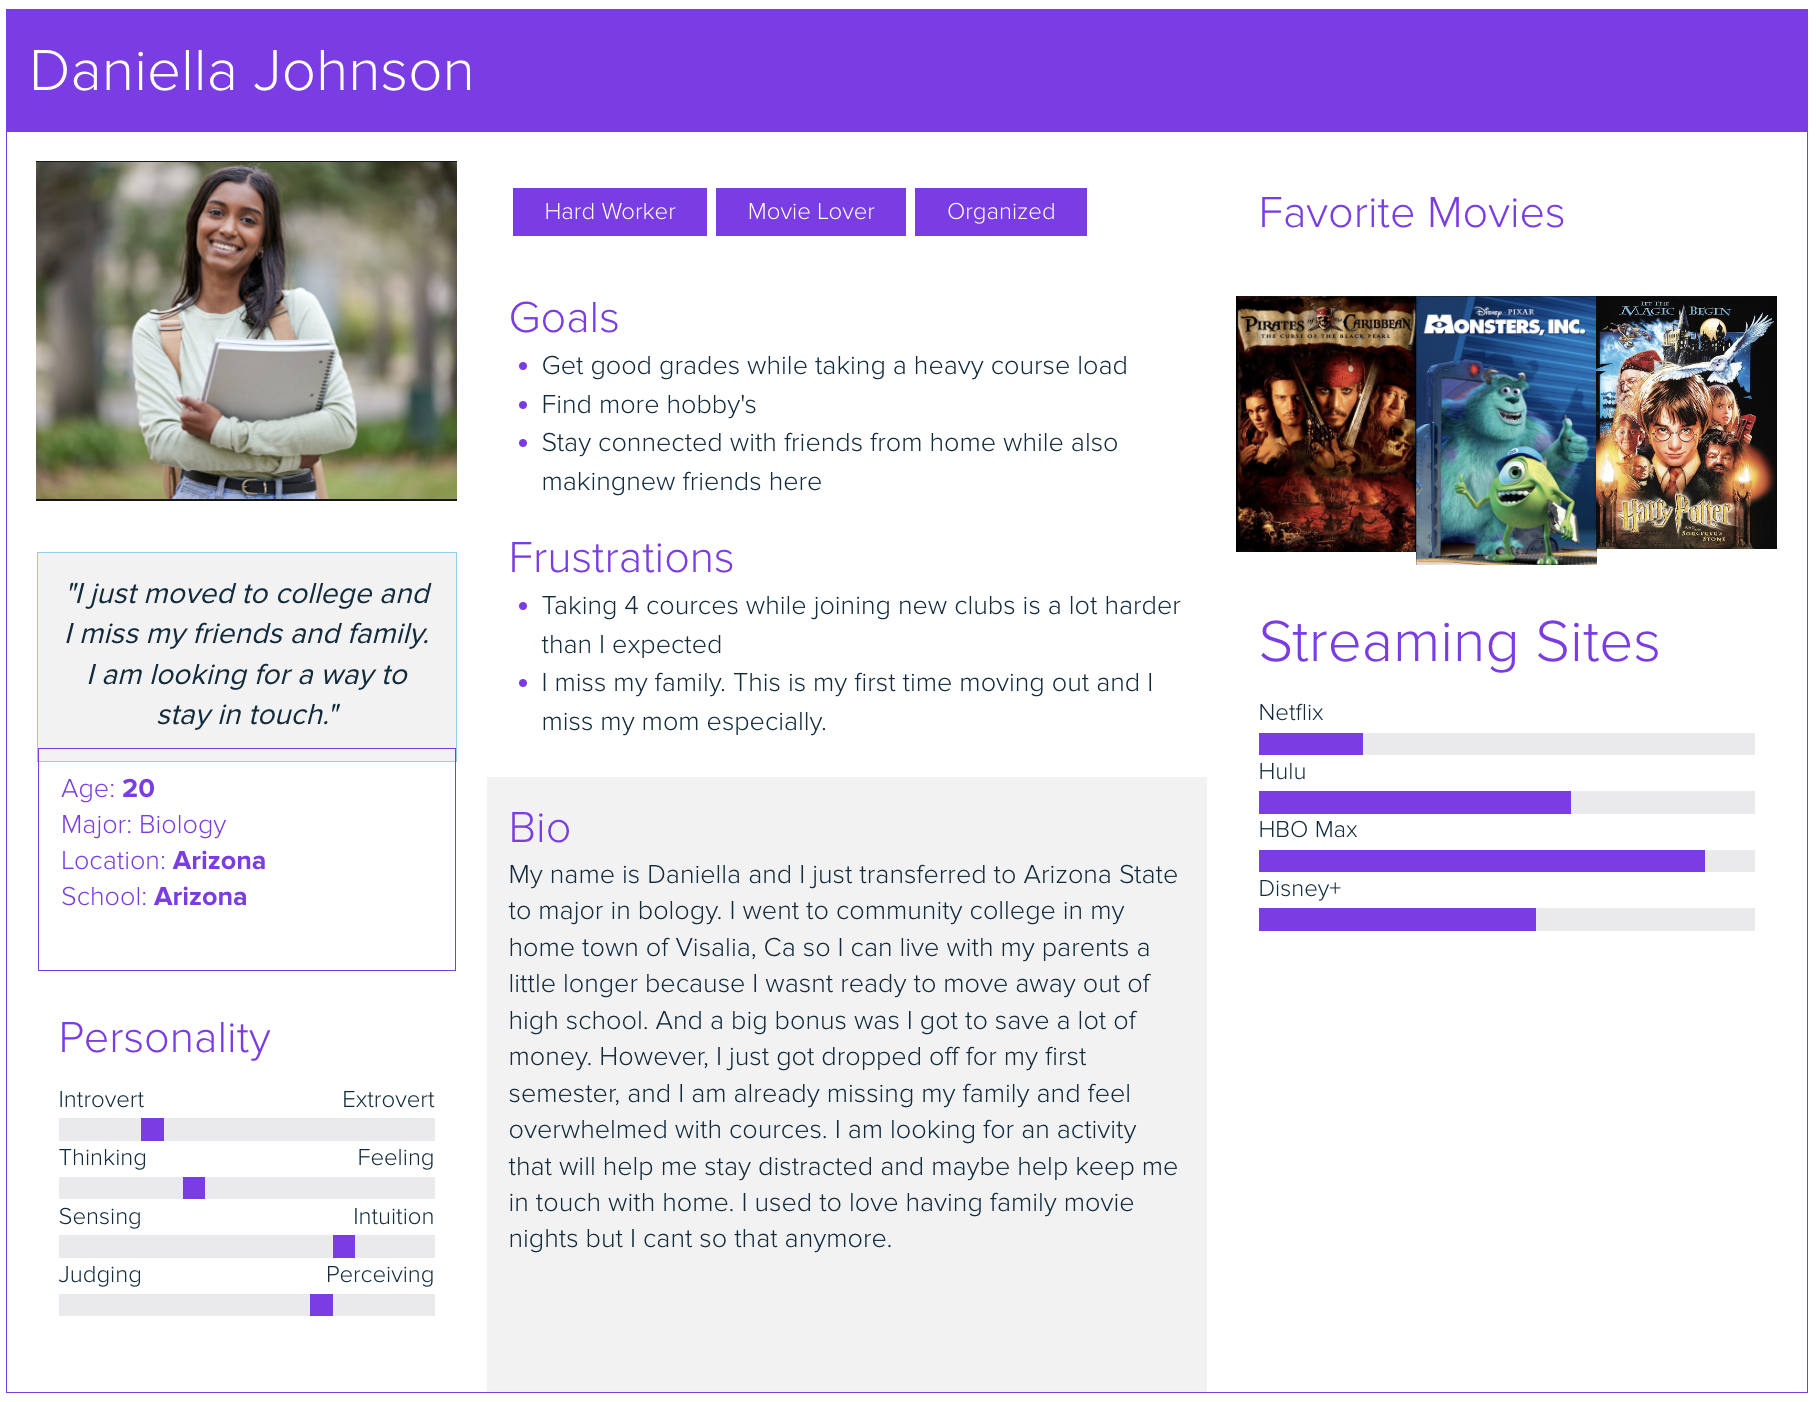 Daniella Johnson
"I just moved to college and
I miss my friends and family.
I am looking for a way to
stay in touch."
Age: 20
Major: Biology
Location: Arizona
School: Arizona
Personality
Introvert Extrovert
Thinking Feeling
Sensing Intuition
Judging Perceiving
Hard Worker Movie Lover Organized
Goals
Get good grades while taking a heavy course load
Find more hobby's
Stay connected with friends from home while also
makingnew friends here
Frustrations
Taking 4 cources while joining new clubs is a lot harder
than I expected
I miss my family. This is my first time moving out and I
miss my mom especially.
Bio
My name is Daniella and I just transferred to Arizona State
to major in bology. I went to community college in my
home town of Visalia, Ca so I can live with my parents a
little longer because I wasnt ready to move away out of
high school. And a big bonus was I got to save a lot of
money. However, I just got dropped off for my first
semester, and I am already missing my family and feel
overwhelmed with cources. I am looking for an activity
that will help me stay distracted and maybe help keep me
in touch with home. I used to love having family movie
nights but I cant so that anymore.
Favorite Movies
PIRATES of the CARIBBEAN
THE CURSE OF THE BLACK PEARL
Disney PIXAR
MONSTERS, INC.
LET THE
MAGIC BEGIN
Harry Potter
AND THE
SORCERER'S
STONE
Streaming Sites
Netflix
Hulu
HBO Max
Disney+